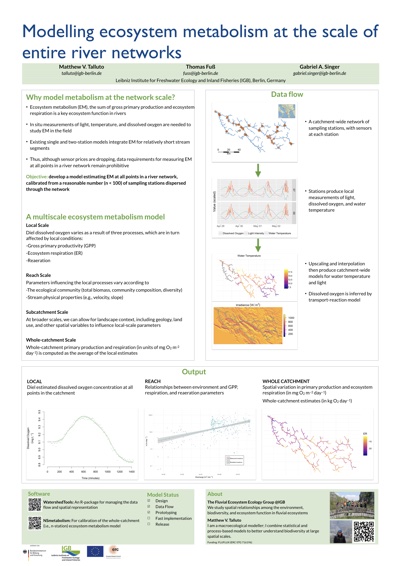 Modelling ecosystem metabolism at the scale of
entire river networks
Matthew V. Talluto
talluto@igb-berlin.de
Thomas Fuß
fuss@igb-berlin.de
Gabriel A. Singer
gabriel.singer@igb-berlin.de
Leibniz Institute for Freshwater Ecology and Inland Fisheries (IGB), Berlin, Germany
Why model metabolism at the network scale?
• Ecosystem metabolism (EM), the sum of gross primary production and ecosystem
respiration is a key ecosystem function in rivers
• In situ measurements of light, temperature, and dissolved oxygen are needed to
study EM in the field
• Existing single and two-station models integrate EM for relatively short stream
segments
• Thus, although sensor prices are dropping, data requirements for measuring EM
at all points in a river network remain prohibitive
Objective: develop a model estimating EM at all points in a river network,
calibrated from a reasonable number (n > 100) of sampling stations dispersed
through the network
A multiscale ecosystem metabolism model
Local Scale
Diel dissolved oxygen varies as a result of three processes, which are in turn
affected by local conditions:
-Gross primary productivity (GPP)
-Ecosystem respiration (ER)
-Reaeration
Reach Scale
Parameters influencing the local processes vary according to
-The ecological community (total biomass, community composition, diversity)
-Stream physical properties (e.g., velocity, slope)
Subcatchment Scale
At broader scales, we can allow for landscape context, including geology, land
use, and other spatial variables to influence local-scale parameters
Whole-catchment Scale
Whole-catchment primary production and respiration (in units of mg O₂ m⁻²
day⁻¹) is computed as the average of the local estimates
Data flow
• A catchment-wide network of
sampling stations, with sensors
at each station
Dissolved Oxygen
Light Intensity
Water Temperature
• Stations produce local
measurements of light,
dissolved oxygen, and water
temperature
Water Temperature
• Upscaling and interpolation
then produce catchment-wide
models for water temperature
and light
• Dissolved oxygen is inferred by
transport-reaction model
Output
LOCAL
Diel estimated dissolved oxygen concentration at all
points in the catchment
REACH
Relationships between environment and GPP,
respiration, and reaeration parameters
WHOLE CATCHMENT
Spatial variation in primary production and ecosystem
respiration (in mg O₂ m⁻² day⁻¹)
Whole-catchment estimates (in kg O₂ day⁻¹)
Time (minutes)
Software
WatershedTools: An R package for managing the data
flow and spatial representation
NSmetabolism: For calibration of the whole-catchment
(i.e., n-station) ecosystem metabolism model
Model Status
Design
Data Flow
Prototyping
Fast implementation
Release
About
The Fluvial Ecosystem Ecology Group @IGB
We study spatial relationships among the environment,
biodiversity, and ecosystem function in fluvial ecosystems
Matthew V. Talluto
I am a macroecological modeller; I combine statistical and
process-based models to better understand biodiversity at large
spatial scales.
IGB
erc